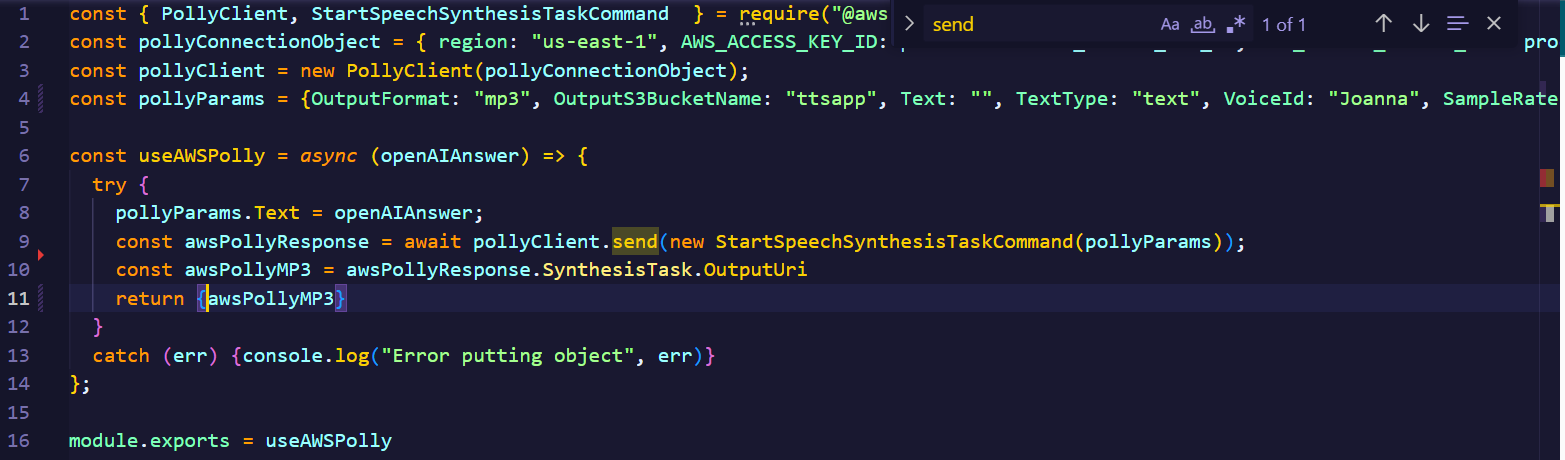 1 const { PollyClient, StartSpeechSynthesisTaskCommand  } = require("@aws
send Aa ab .* 1 of 1
2 const pollyConnectionObject = { region: "us-east-1", AWS_ACCESS_KEY_ID: pro
3 const pollyClient = new PollyClient(pollyConnectionObject);
4 const pollyParams = {OutputFormat: "mp3", OutputS3BucketName: "ttsapp", Text: "", TextType: "text", VoiceId: "Joanna", SampleRate
5
6 const useAWSPolly = async (openAIAnswer) => {
7 try {
8 pollyParams.Text = openAIAnswer;
9 const awsPollyResponse = await pollyClient.send(new StartSpeechSynthesisTaskCommand(pollyParams));
10 const awsPollyMP3 = awsPollyResponse.SynthesisTask.OutputUri
11 return {awsPollyMP3}
12 }
13 catch (err) {console.log("Error putting object", err)}
14 };
15
16 module.exports = useAWSPolly